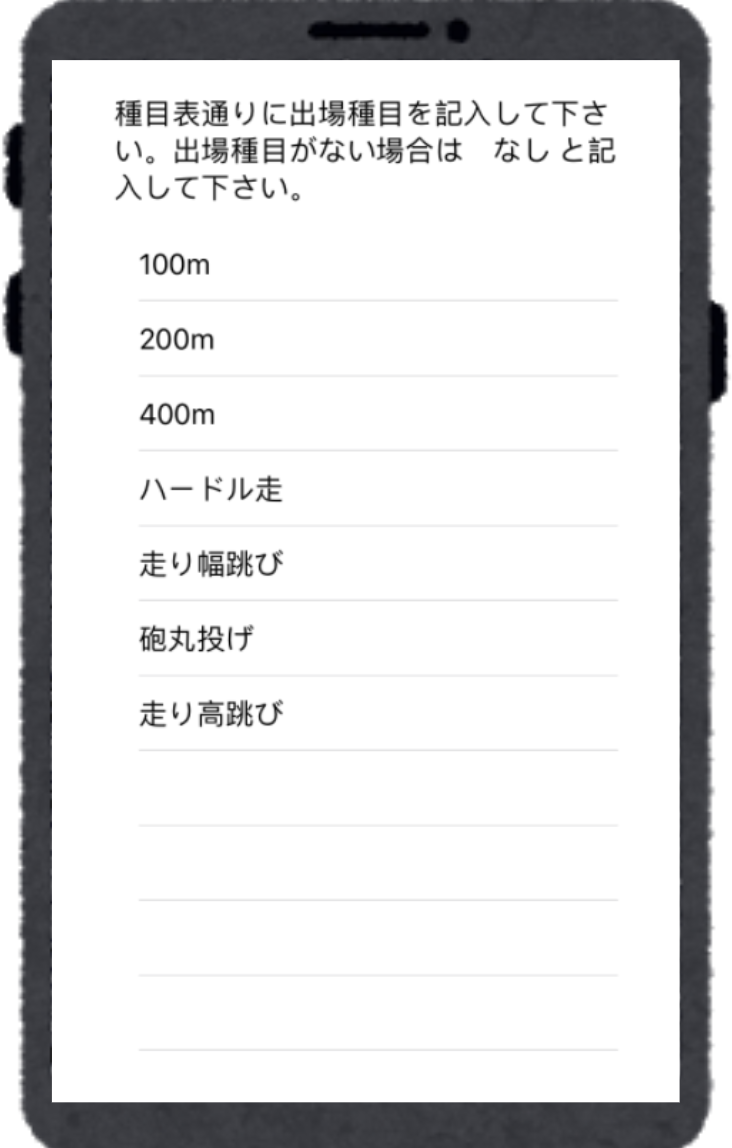 種目表通りに出場種目を記入して下さ
い。出場種目がない場合は　なし と記
入して下さい。
100m
200m
400m
ハードル走
走り幅跳び
砲丸投げ
走り高跳び